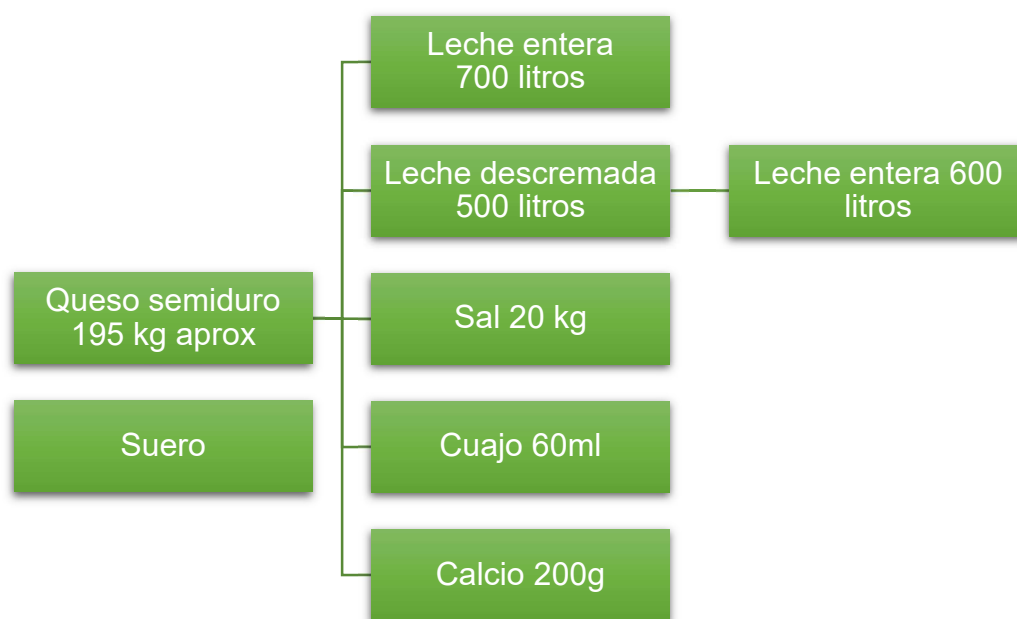 Leche entera
700 litros
Leche descremada
500 litros
Leche entera 600
litros
Queso semiduro
195 kg aprox
Sal 20 kg
Suero
Cuajo 60ml
Calcio 200g